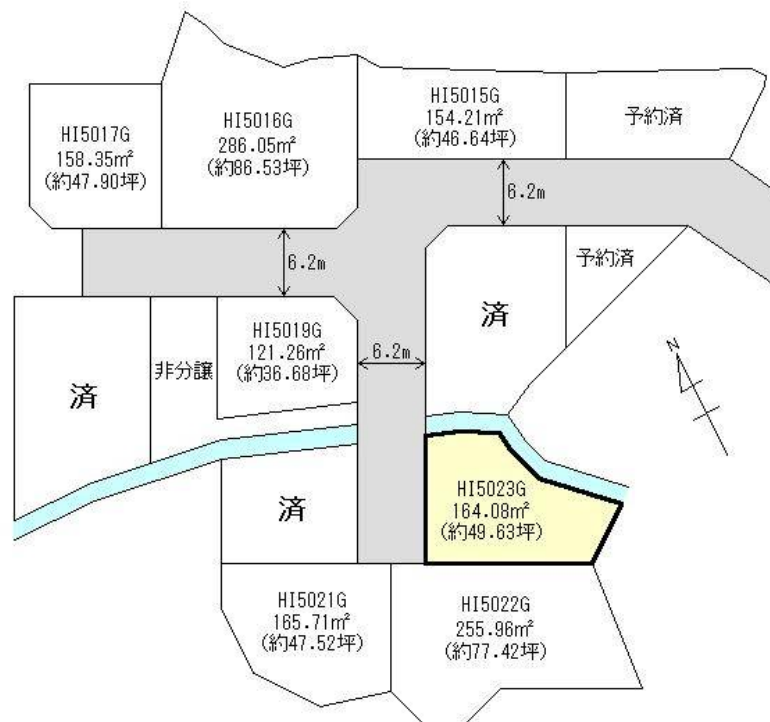 HI5015G
154.21㎡
(約46.64坪)
予約済
HI5016G
286.05㎡
(約86.53坪)
HI5017G
158.35㎡
(約47.90坪)
6.2m
6.2m
予約済
済
HI5019G
121.26㎡
(約36.68坪)
6.2m
非分譲
済
N
HI5023G
164.08㎡
(約49.63坪)
済
HI5021G
165.71㎡
(約47.52坪)
HI5022G
255.96㎡
(約77.42坪)